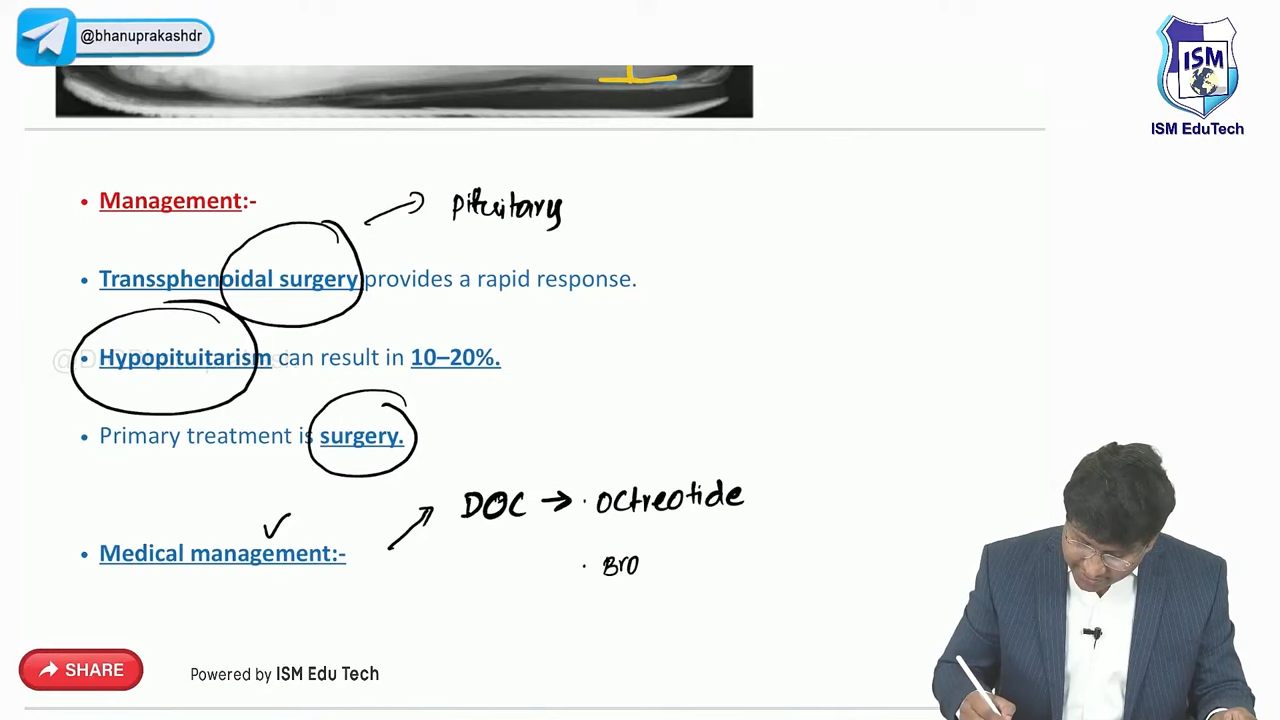 @bhanuprakashdr
ISM
ISM EduTech
• Management:-
Pituitary
• Transsphenoidal surgery provides a rapid response.
• Hypopituitarism can result in 10–20%.
• Primary treatment is surgery.
DOC → · Octreotide
• Medical management:-
· Bro
SHARE
Powered by ISM Edu Tech